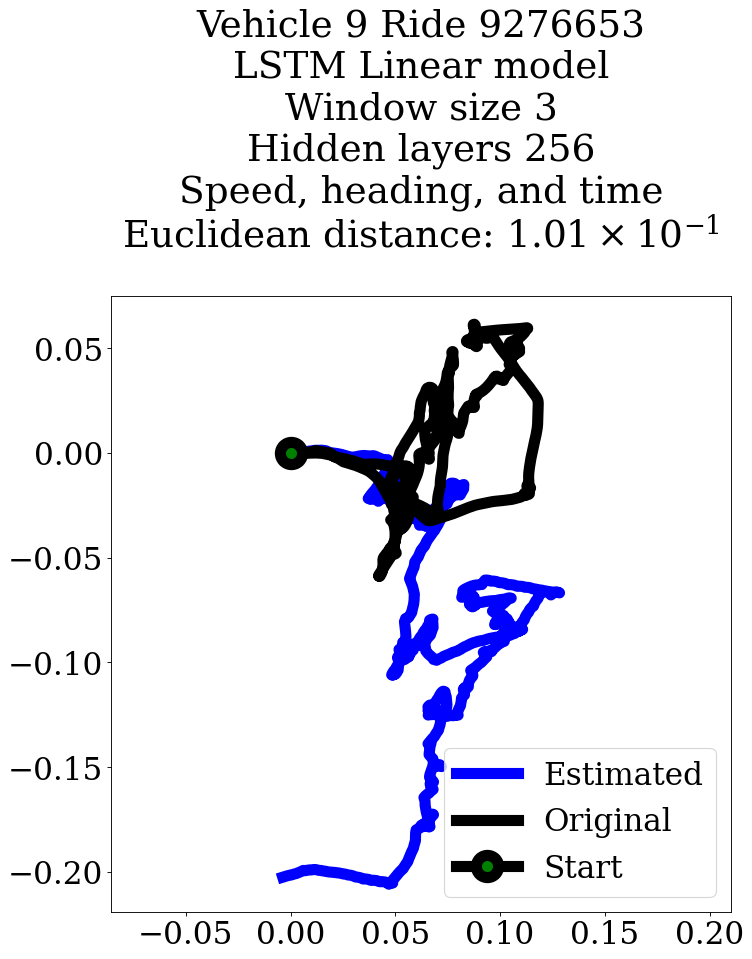 Vehicle 9 Ride 9276653
LSTM Linear model
Window size 3
Hidden layers 256
Speed, heading, and time
Euclidean distance: 1.01 × 10⁻¹
0.05
0.00
−0.05
−0.10
−0.15
−0.20
Estimated
Original
Start
−0.05 0.00 0.05 0.10 0.15 0.20